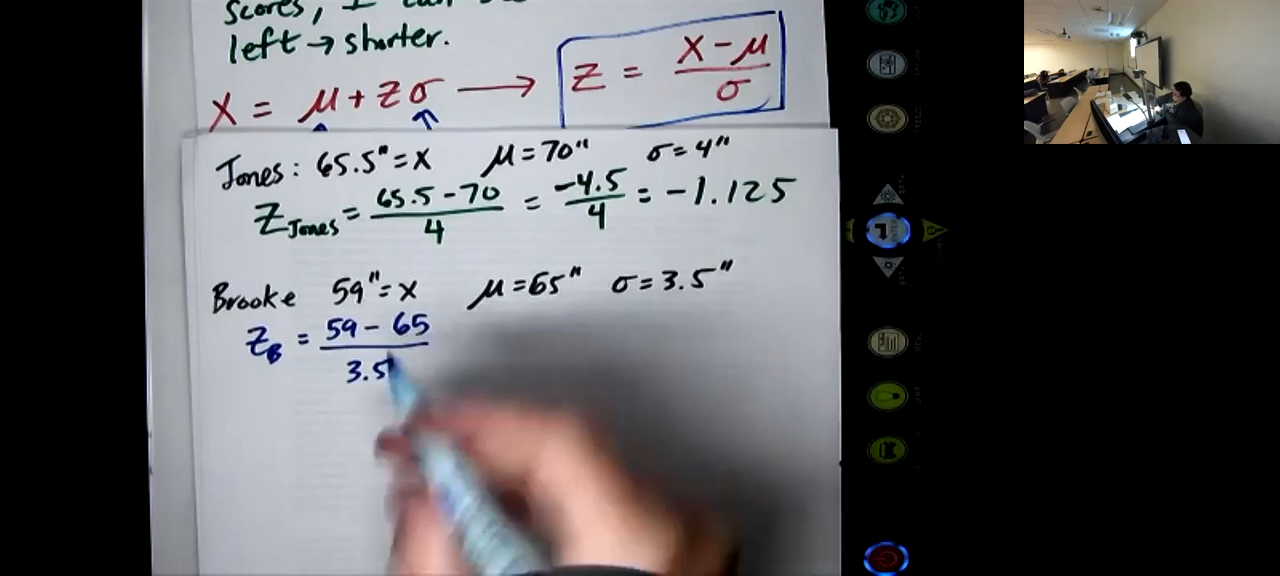 scores, I can
left → shorter.
X = μ + Zσ → Z = (X - μ)/σ
Jones: 65.5" = X μ = 70" σ = 4"
Z_Jones = (65.5 - 70)/4 = (-4.5)/4 = -1.125
Brooke 59" = X μ = 65" σ = 3.5"
Z_B = (59 - 65)/3.5